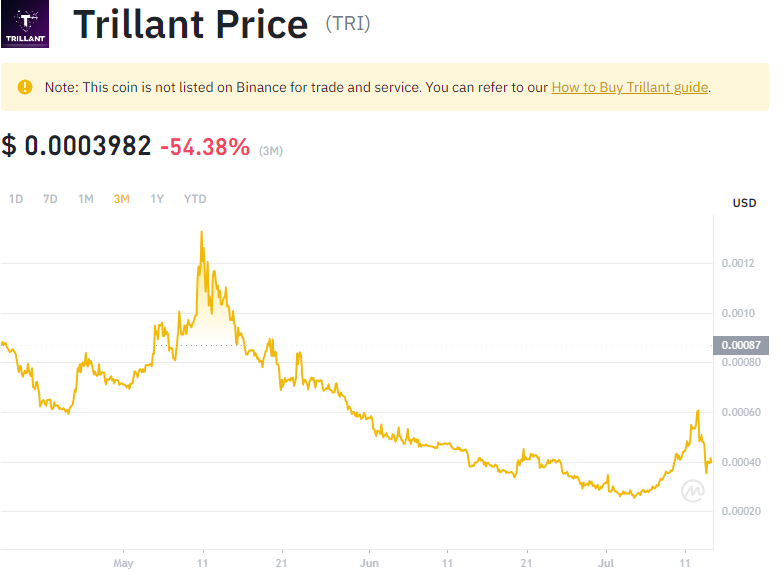 TRILLANT
Trillant Price (TRI)
Note: This coin is not listed on Binance for trade and service. You can refer to our How to Buy Trillant guide.
$ 0.0003982 -54.38% (3M)
1D 7D 1M 3M 1Y YTD
USD
0.0012
0.0010
0.00087
0.00080
0.00060
0.00040
0.00020
May 11 21 Jun 11 21 Jul 11